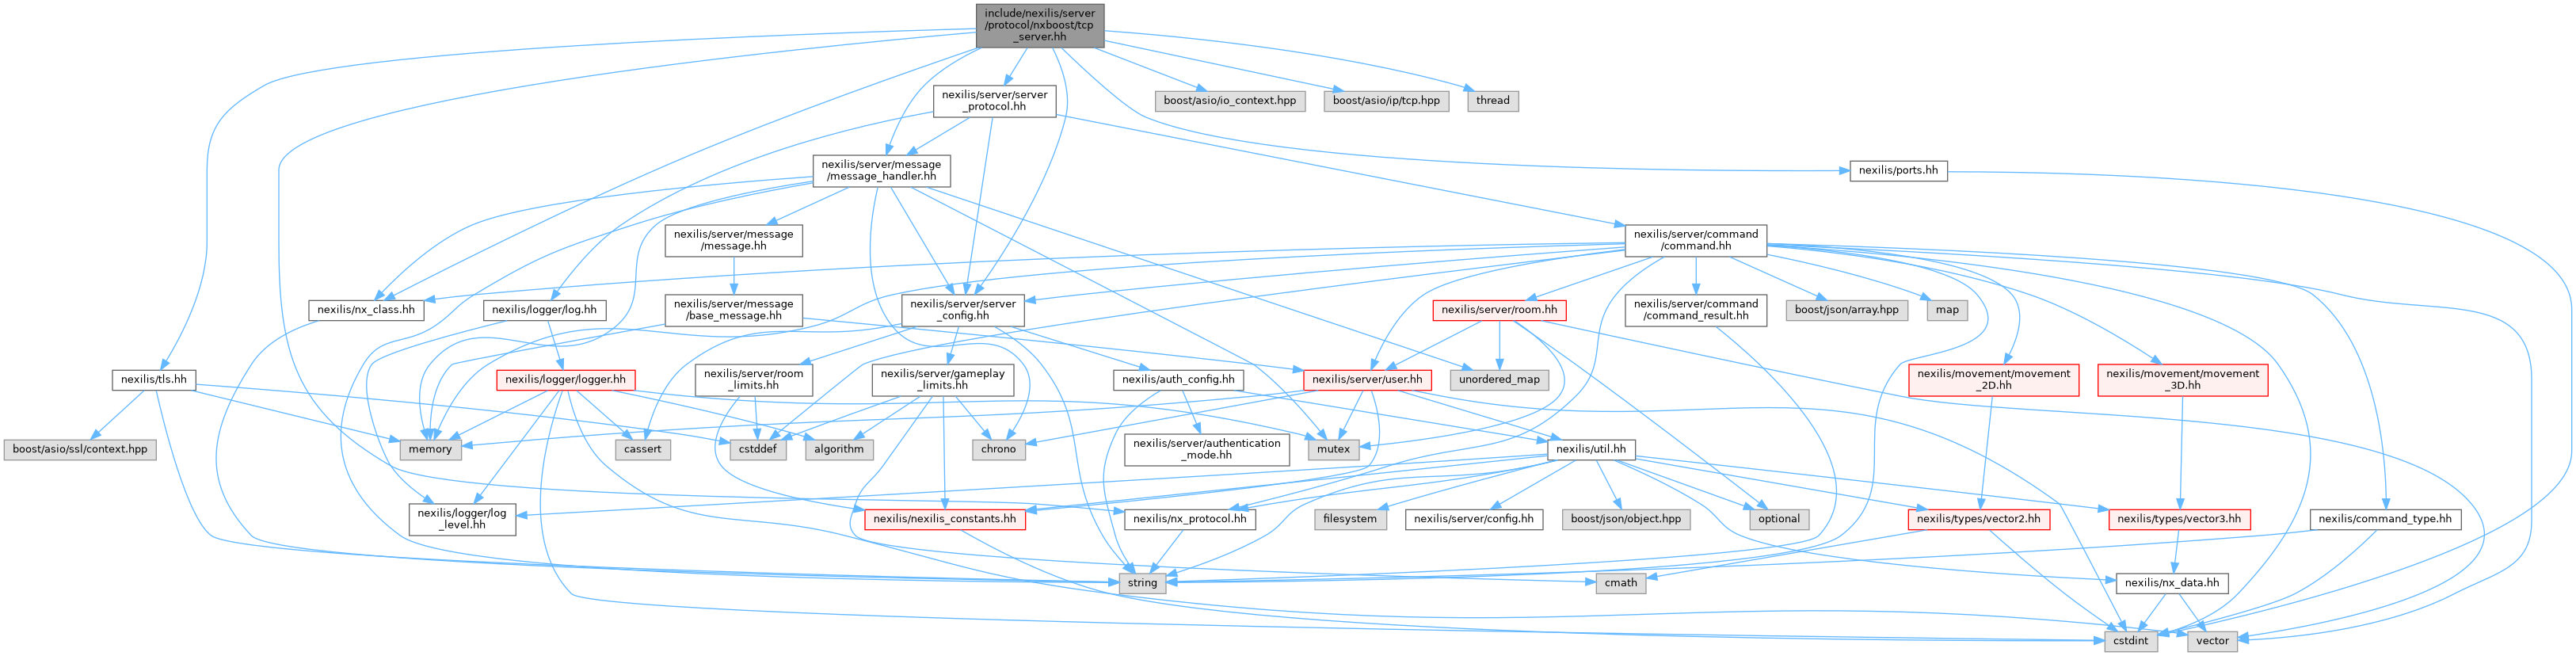 include/nexilis/server
/protocol/nxboost/tcp
_server.hh
nexilis/server/server
_protocol.hh
boost/asio/io_context.hpp
boost/asio/ip/tcp.hpp
thread
nexilis/server/message
/message_handler.hh
nexilis/ports.hh
nexilis/server/message
/message.hh
nexilis/server/command
/command.hh
nexilis/nx_class.hh
nexilis/logger/log.hh
nexilis/server/message
/base_message.hh
nexilis/server/server
_config.hh
nexilis/server/room.hh
nexilis/server/command
/command_result.hh
boost/json/array.hpp
map
nexilis/tls.hh
nexilis/logger/logger.hh
nexilis/server/room
_limits.hh
nexilis/server/gameplay
_limits.hh
nexilis/auth_config.hh
nexilis/server/user.hh
unordered_map
nexilis/movement/movement
_2D.hh
nexilis/movement/movement
_3D.hh
boost/asio/ssl/context.hpp
memory
cassert
cstddef
algorithm
chrono
nexilis/server/authentication
_mode.hh
mutex
nexilis/util.hh
nexilis/logger/log
_level.hh
nexilis/nexilis_constants.hh
nexilis/nx_protocol.hh
filesystem
nexilis/server/config.hh
boost/json/object.hpp
optional
nexilis/types/vector2.hh
nexilis/types/vector3.hh
nexilis/command_type.hh
string
cmath
nexilis/nx_data.hh
cstdint
vector